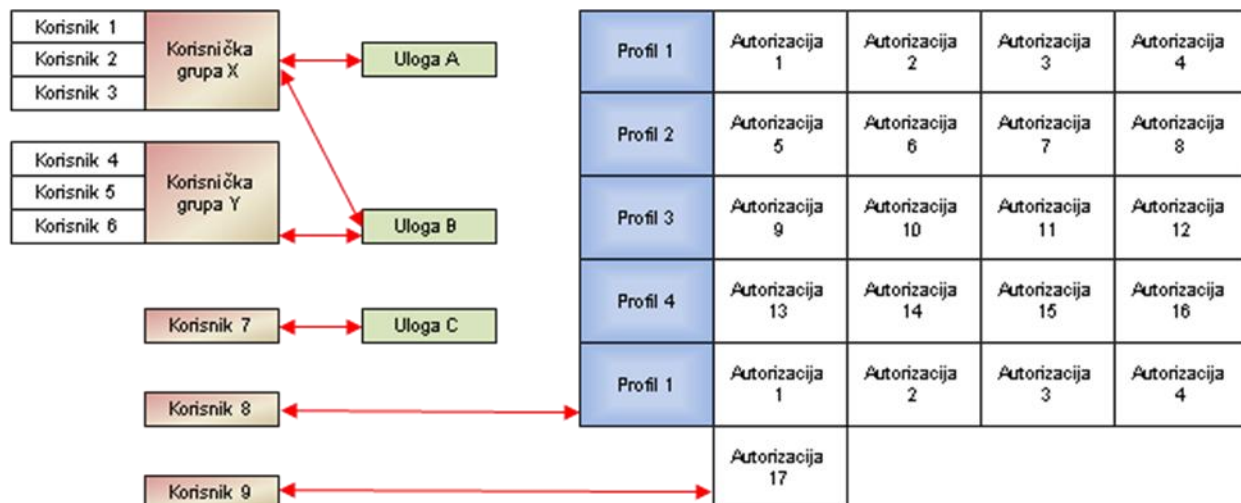 Korisnik 1
Korisnik 2
Korisnik 3
Korisnička
grupa X
Uloga A
Korisnik 4
Korisnik 5
Korisnik 6
Korisnička
grupa Y
Uloga B
Korisnik 7
Uloga C
Korisnik 8
Korisnik 9
Profil 1
Autorizacija
1
Autorizacija
2
Autorizacija
3
Autorizacija
4
Profil 2
Autorizacija
5
Autorizacija
6
Autorizacija
7
Autorizacija
8
Profil 3
Autorizacija
9
Autorizacija
10
Autorizacija
11
Autorizacija
12
Profil 4
Autorizacija
13
Autorizacija
14
Autorizacija
15
Autorizacija
16
Profil 1
Autorizacija
1
Autorizacija
2
Autorizacija
3
Autorizacija
4
Autorizacija
17